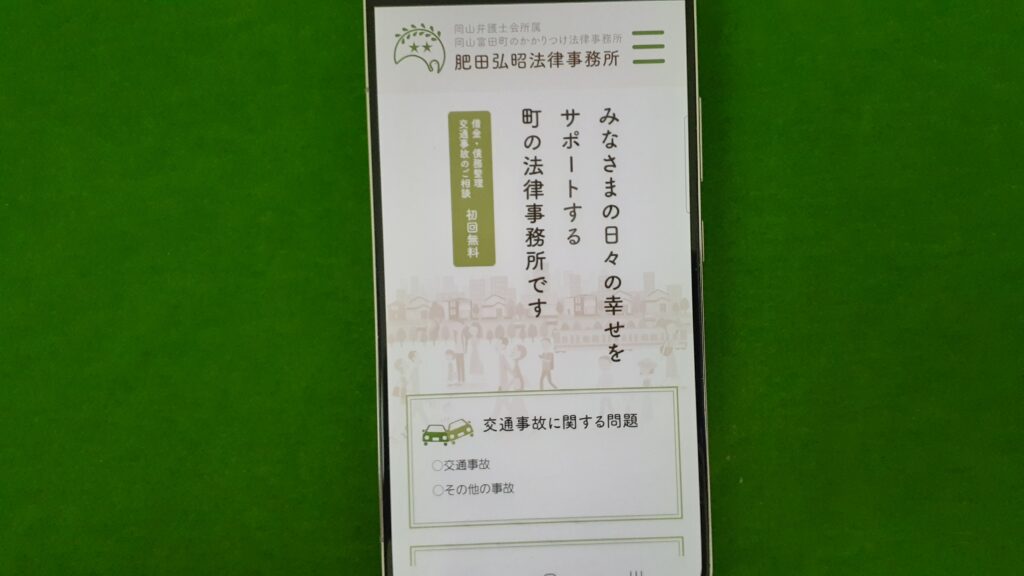 岡山弁護士会所属
岡山富田町のかかりつけ法律事務所
肥田弘昭法律事務所
みなさまの日々の幸せを
サポートする
町の法律事務所です
借金・債務整理
交通事故のご相談
初回無料
交通事故に関する問題
○交通事故
○その他の事故